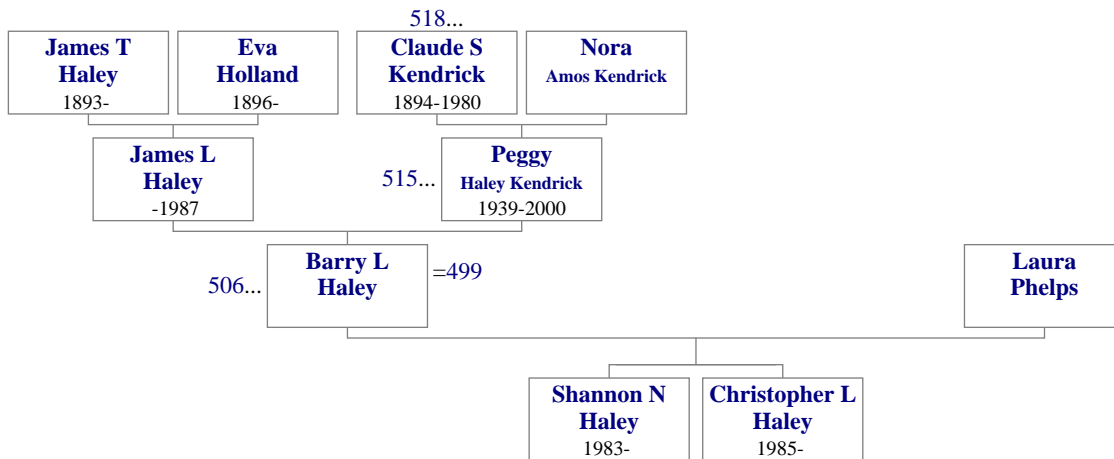 518...
James T
Haley
1893-
Eva
Holland
1896-
Claude S
Kendrick
1894-1980
Nora
Amos Kendrick
James L
Haley
-1987
515...
Peggy
Haley Kendrick
1939-2000
506...
Barry L
Haley
=499
Laura
Phelps
Shannon N
Haley
1983-
Christopher L
Haley
1985-